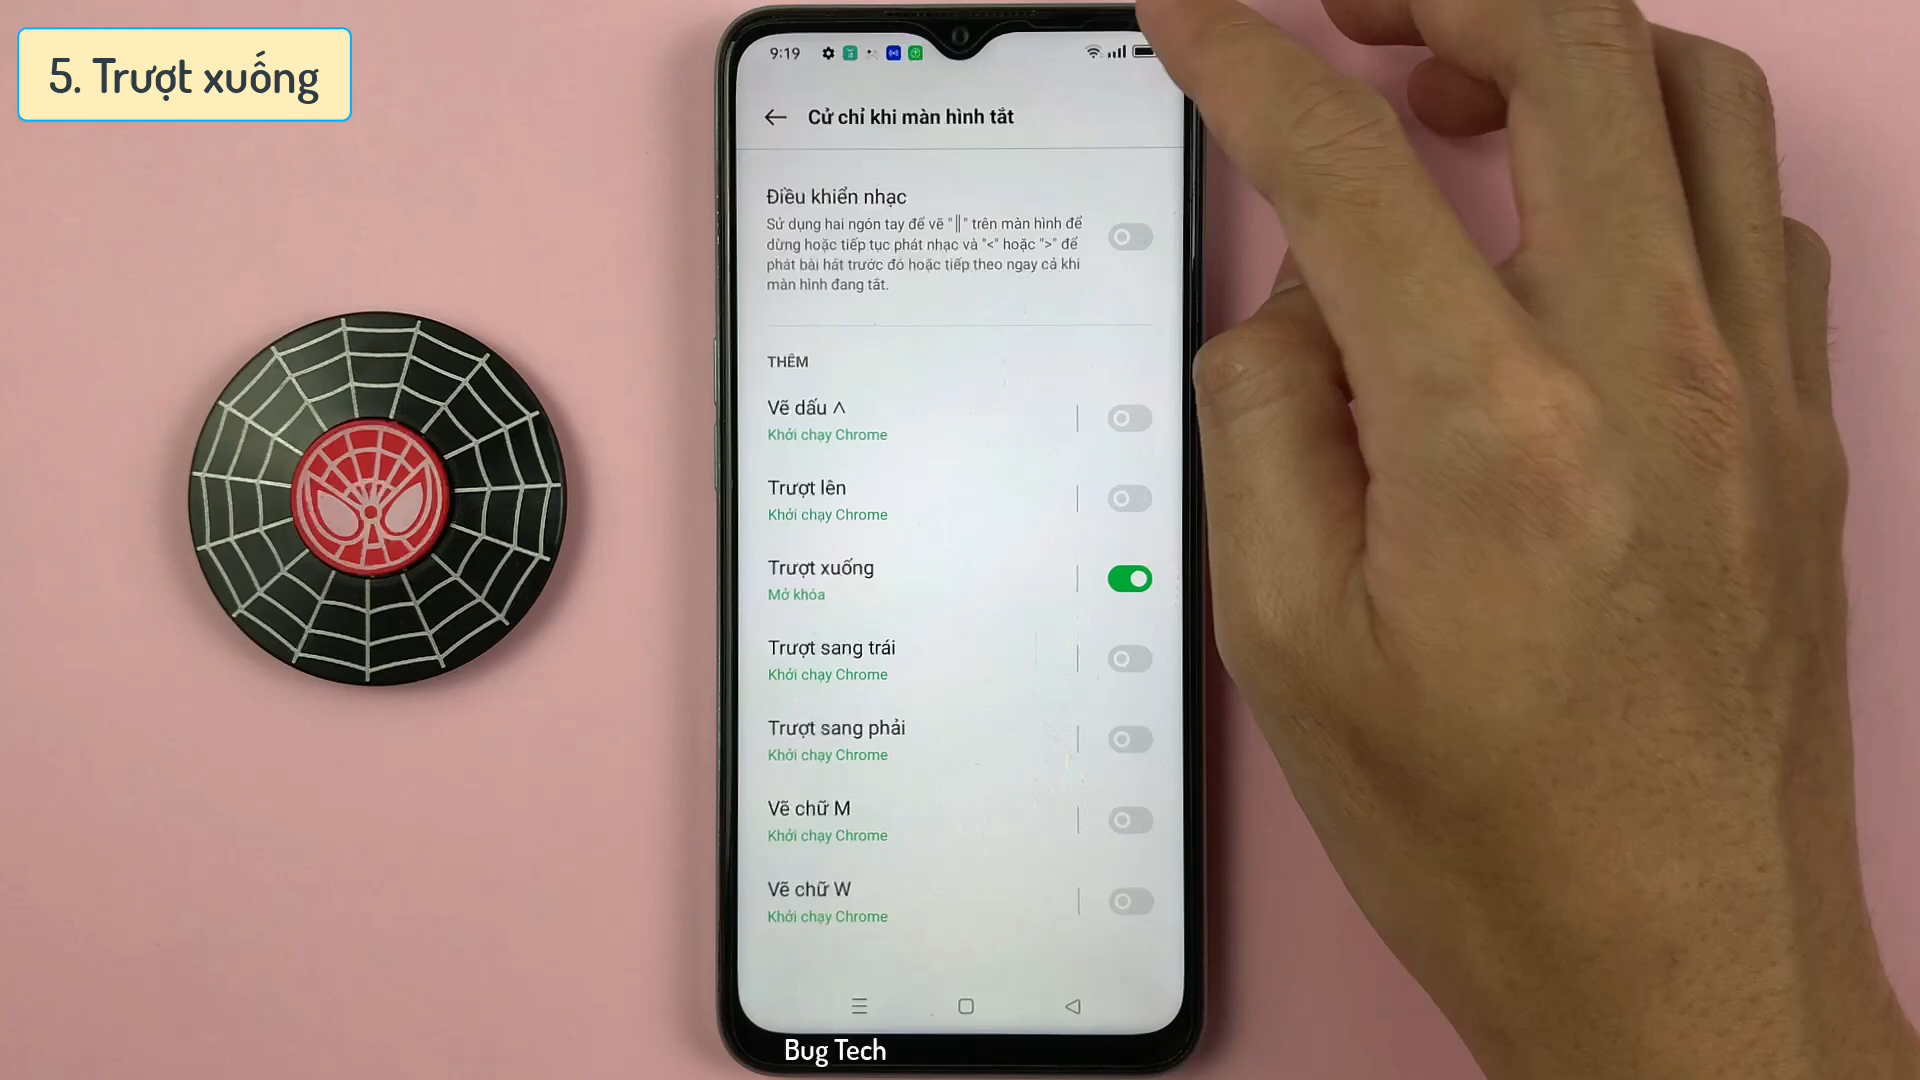 5. Trượt xuống
9:19
Cử chỉ khi màn hình tắt
Điều khiển nhạc
Sử dụng hai ngón tay để vẽ "║" trên màn hình để
dừng hoặc tiếp tục phát nhạc và "<" hoặc ">" để
phát bài hát trước đó hoặc tiếp theo ngay cả khi
màn hình đang tắt.
THÊM
Vẽ dấu ^
Khởi chạy Chrome
Trượt lên
Khởi chạy Chrome
Trượt xuống
Mở khóa
Trượt sang trái
Khởi chạy Chrome
Trượt sang phải
Khởi chạy Chrome
Vẽ chữ M
Khởi chạy Chrome
Vẽ chữ W
Khởi chạy Chrome
Bug Tech